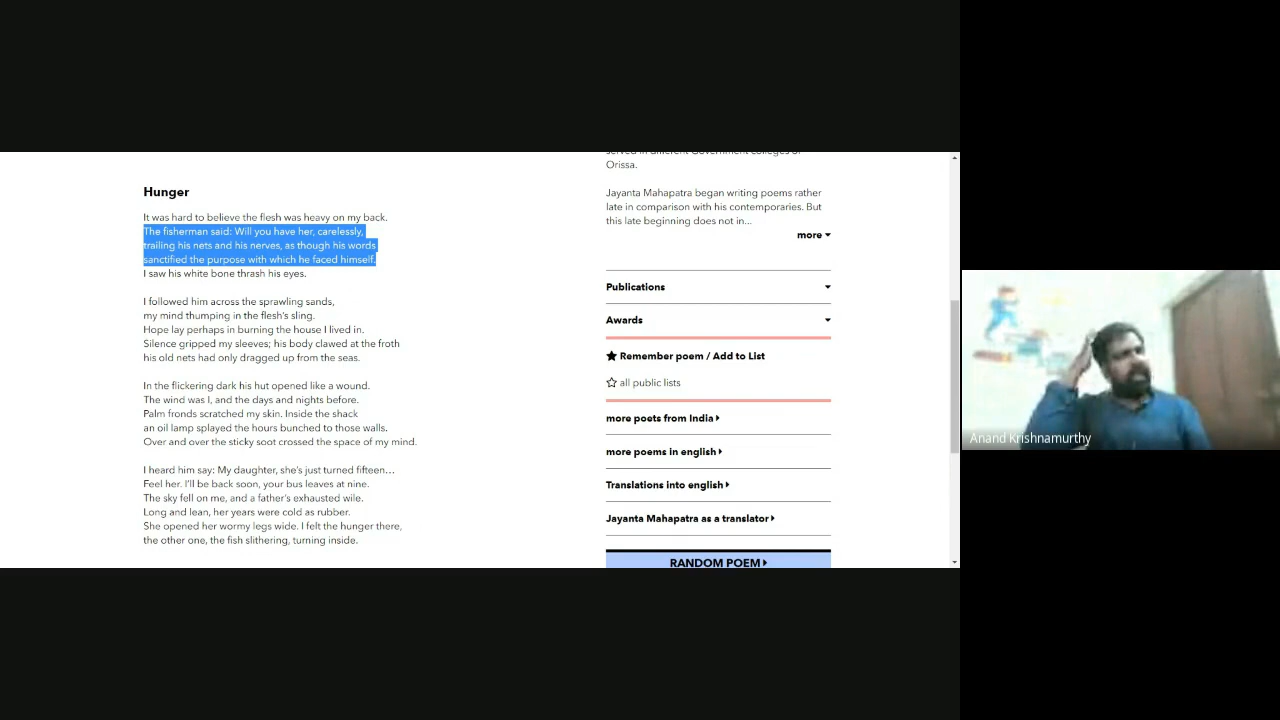 Hunger
It was hard to believe the flesh was heavy on my back.
The fisherman said: Will you have her, carelessly,
trailing his nets and his nerves, as though his words
sanctified the purpose with which he faced himself.
I saw his white bone thrash his eyes.
I followed him across the sprawling sands,
my mind thumping in the flesh's sling.
Hope lay perhaps in burning the house I lived in.
Silence gripped my sleeves; his body clawed at the froth
his old nets had only dragged up from the seas.
In the flickering dark his hut opened like a wound.
The wind was I, and the days and nights before.
Palm fronds scratched my skin. Inside the shack
an oil lamp splayed the hours bunched to those walls.
Over and over the sticky soot crossed the space of my mind.
I heard him say: My daughter, she's just turned fifteen…
Feel her. I'll be back soon, your bus leaves at nine.
The sky fell on me, and a father's exhausted wile.
Long and lean, her years were cold as rubber.
She opened her wormy legs wide. I felt the hunger there,
the other one, the fish slithering, turning inside.
served in different Government colleges of
Orissa.
Jayanta Mahapatra began writing poems rather
late in comparison with his contemporaries. But
this late beginning does not in...
more
Publications
Awards
Remember poem / Add to List
all public lists
more poets from India
more poems in english
Translations into english
Jayanta Mahapatra as a translator
RANDOM POEM
Anand Krishnamurthy